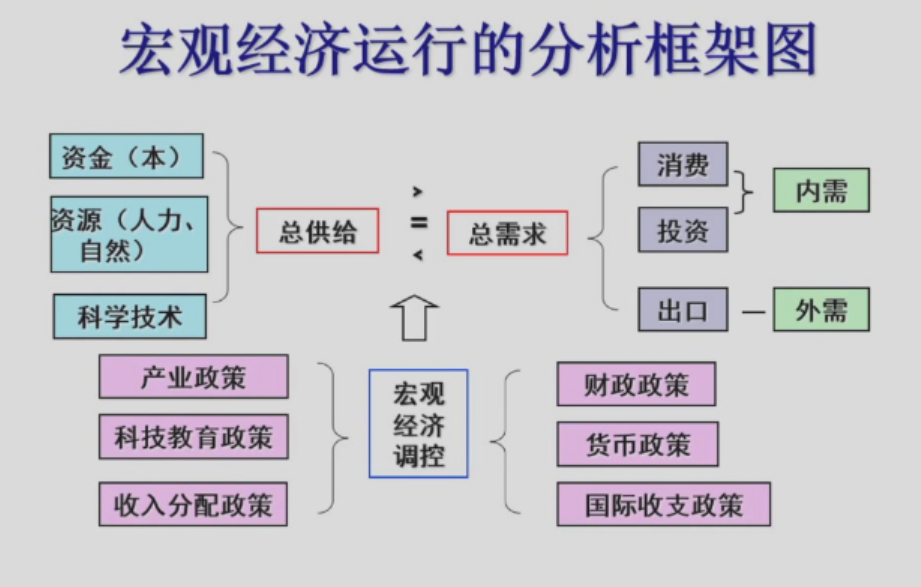 宏观经济运行的分析框架图
资金（本）
资源（人力、
自然）
科学技术
总供给
>
=
<
总需求
消费
投资
出口
内需
—
外需
产业政策
科技教育政策
收入分配政策
宏观
经济
调控
财政政策
货币政策
国际收支政策